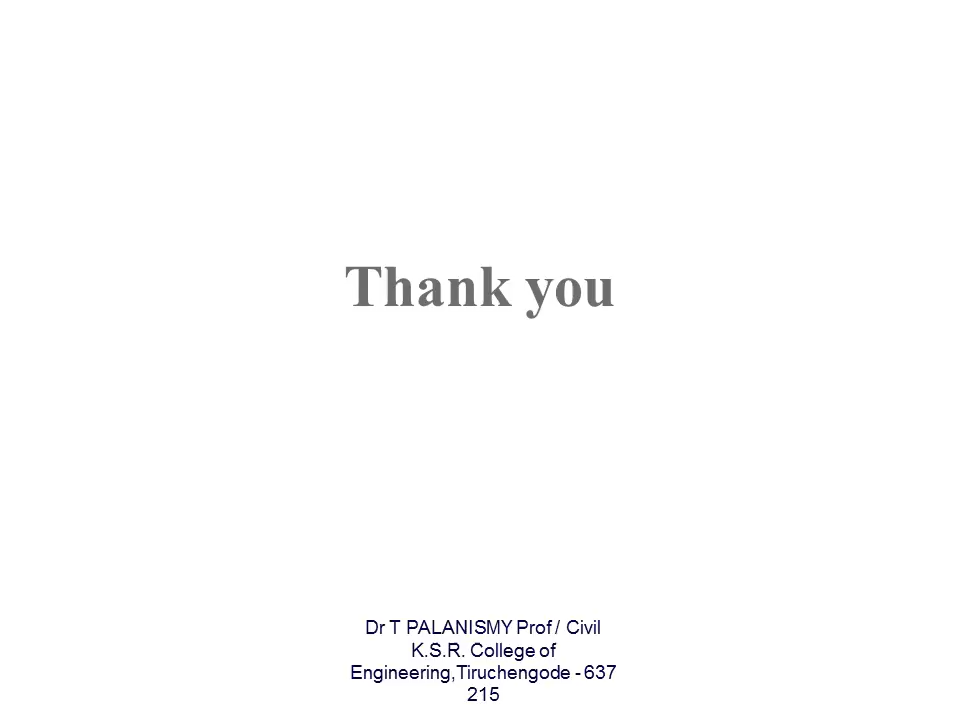 Thank you
Dr T PALANISMY Prof / Civil
K.S.R. College of
Engineering,Tiruchengode - 637
215